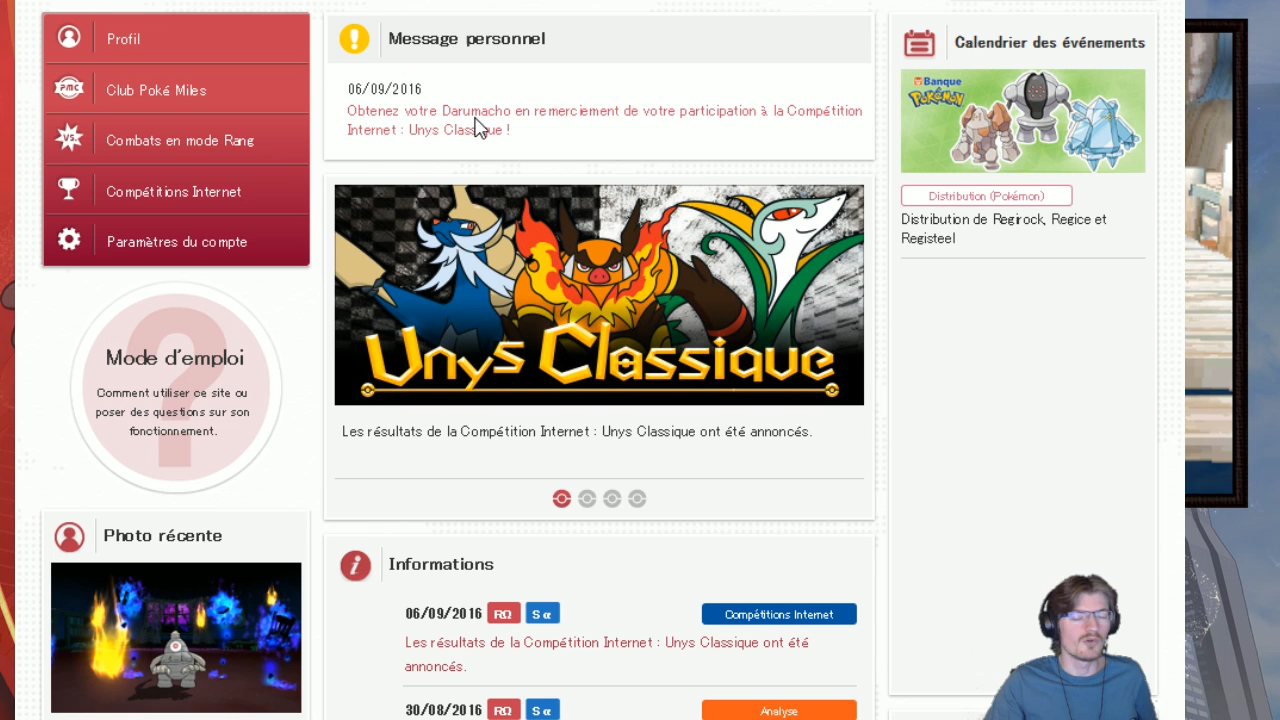 Profil
Club Poké Miles
Combats en mode Rang
Compétitions Internet
Paramètres du compte
PMC
VS.
Mode d'emploi
Comment utiliser ce site ou
poser des questions sur son
fonctionnement.
Photo récente
Message personnel
06/09/2016
Obtenez votre Darumacho en remerciement de votre participation à la Compétition
Internet : Unys Classique !
Unys Classique
Les résultats de la Compétition Internet : Unys Classique ont été annoncés.
Informations
06/09/2016 RΩ Sα Compétitions Internet
Les résultats de la Compétition Internet : Unys Classique ont été
annoncés.
30/08/2016 RΩ Sα Analyse
Calendrier des événements
Banque
Pokémon
Distribution (Pokémon)
Distribution de Regirock, Regice et
Registeel